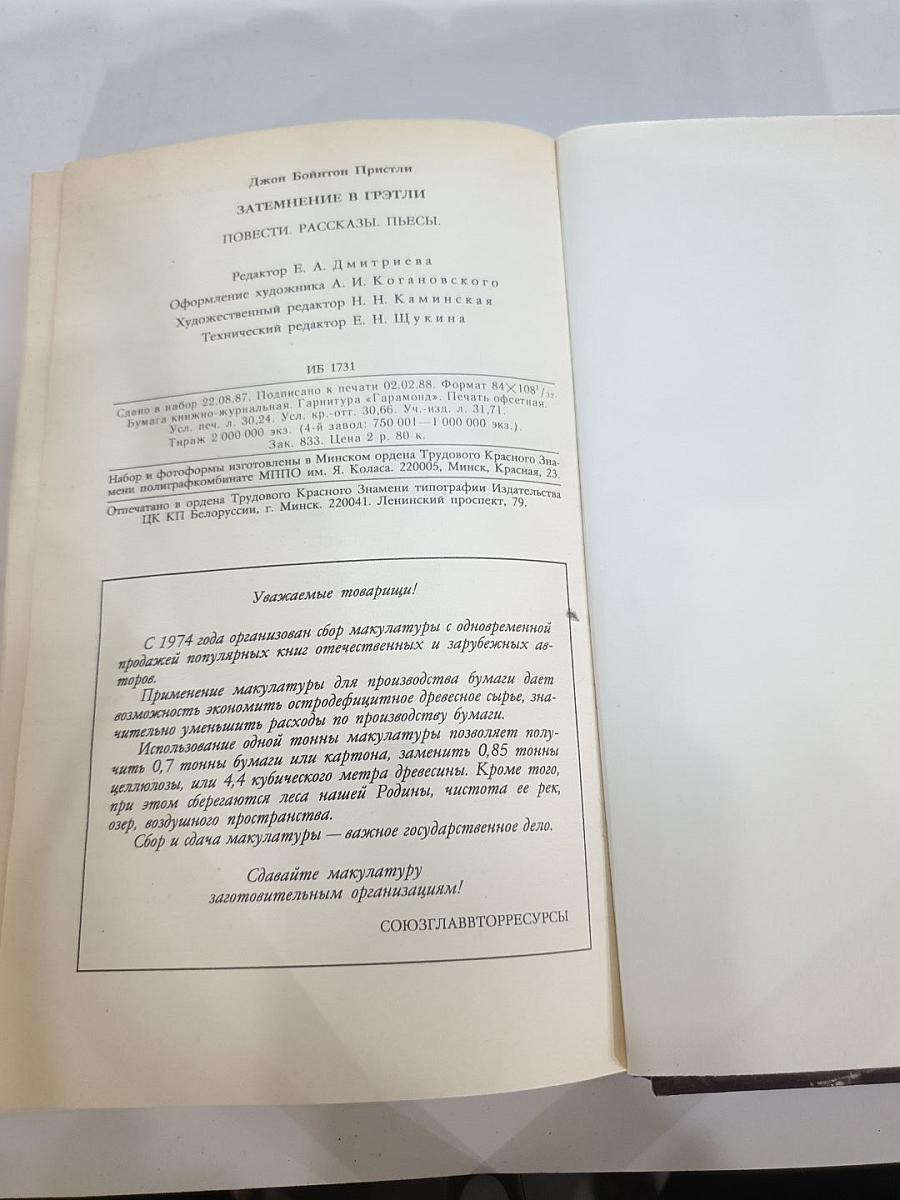 Джон Бойнтон Пристли
ЗАТЕМНЕНИЕ В ГРЭТЛИ
ПОВЕСТИ. РАССКАЗЫ. ПЬЕСЫ.
Редактор Е. А. Дмитриева
Оформление художника А. И. Когановского
Художественный редактор Н. Н. Каминская
Технический редактор Е. Н. Щукина
ИБ 1731
Сдано в набор 22.08.87. Подписано к печати 02.02.88. Формат 84×108¹/₃₂.
Бумага книжно-журнальная. Гарнитура «Гарамонд». Печать офсетная.
Усл. печ. л. 30,24. Усл. кр.-отт. 30,66. Уч.-изд. л. 31,71.
Тираж 2 000 000 экз. (4-й завод: 750 001—1 000 000 экз.).
Зак. 833. Цена 2 р. 80 к.
Набор и фотоформы изготовлены в Минском ордена Трудового Красного Зна-
мени полиграфкомбинате МППО им. Я. Коласа. 220005, Минск, Красная, 23.
Отпечатано в ордена Трудового Красного Знамени типографии Издательства
ЦК КП Белоруссии, г. Минск. 220041. Ленинский проспект, 79.
Уважаемые товарищи!
С 1974 года организован сбор макулатуры с одновременной
продажей популярных книг отечественных и зарубежных ав-
торов.
Применение макулатуры для производства бумаги дает
возможность экономить остродефицитное древесное сырье, зна-
чительно уменьшить расходы по производству бумаги.
Использование одной тонны макулатуры позволяет полу-
чить 0,7 тонны бумаги или картона, заменить 0,85 тонны
целлюлозы, или 4,4 кубического метра древесины. Кроме того,
при этом сберегаются леса нашей Родины, чистота ее рек,
озер, воздушного пространства.
Сбор и сдача макулатуры — важное государственное дело.
Сдавайте макулатуру
заготовительным организациям!
СОЮЗГЛАВВТОРРЕСУРСЫ